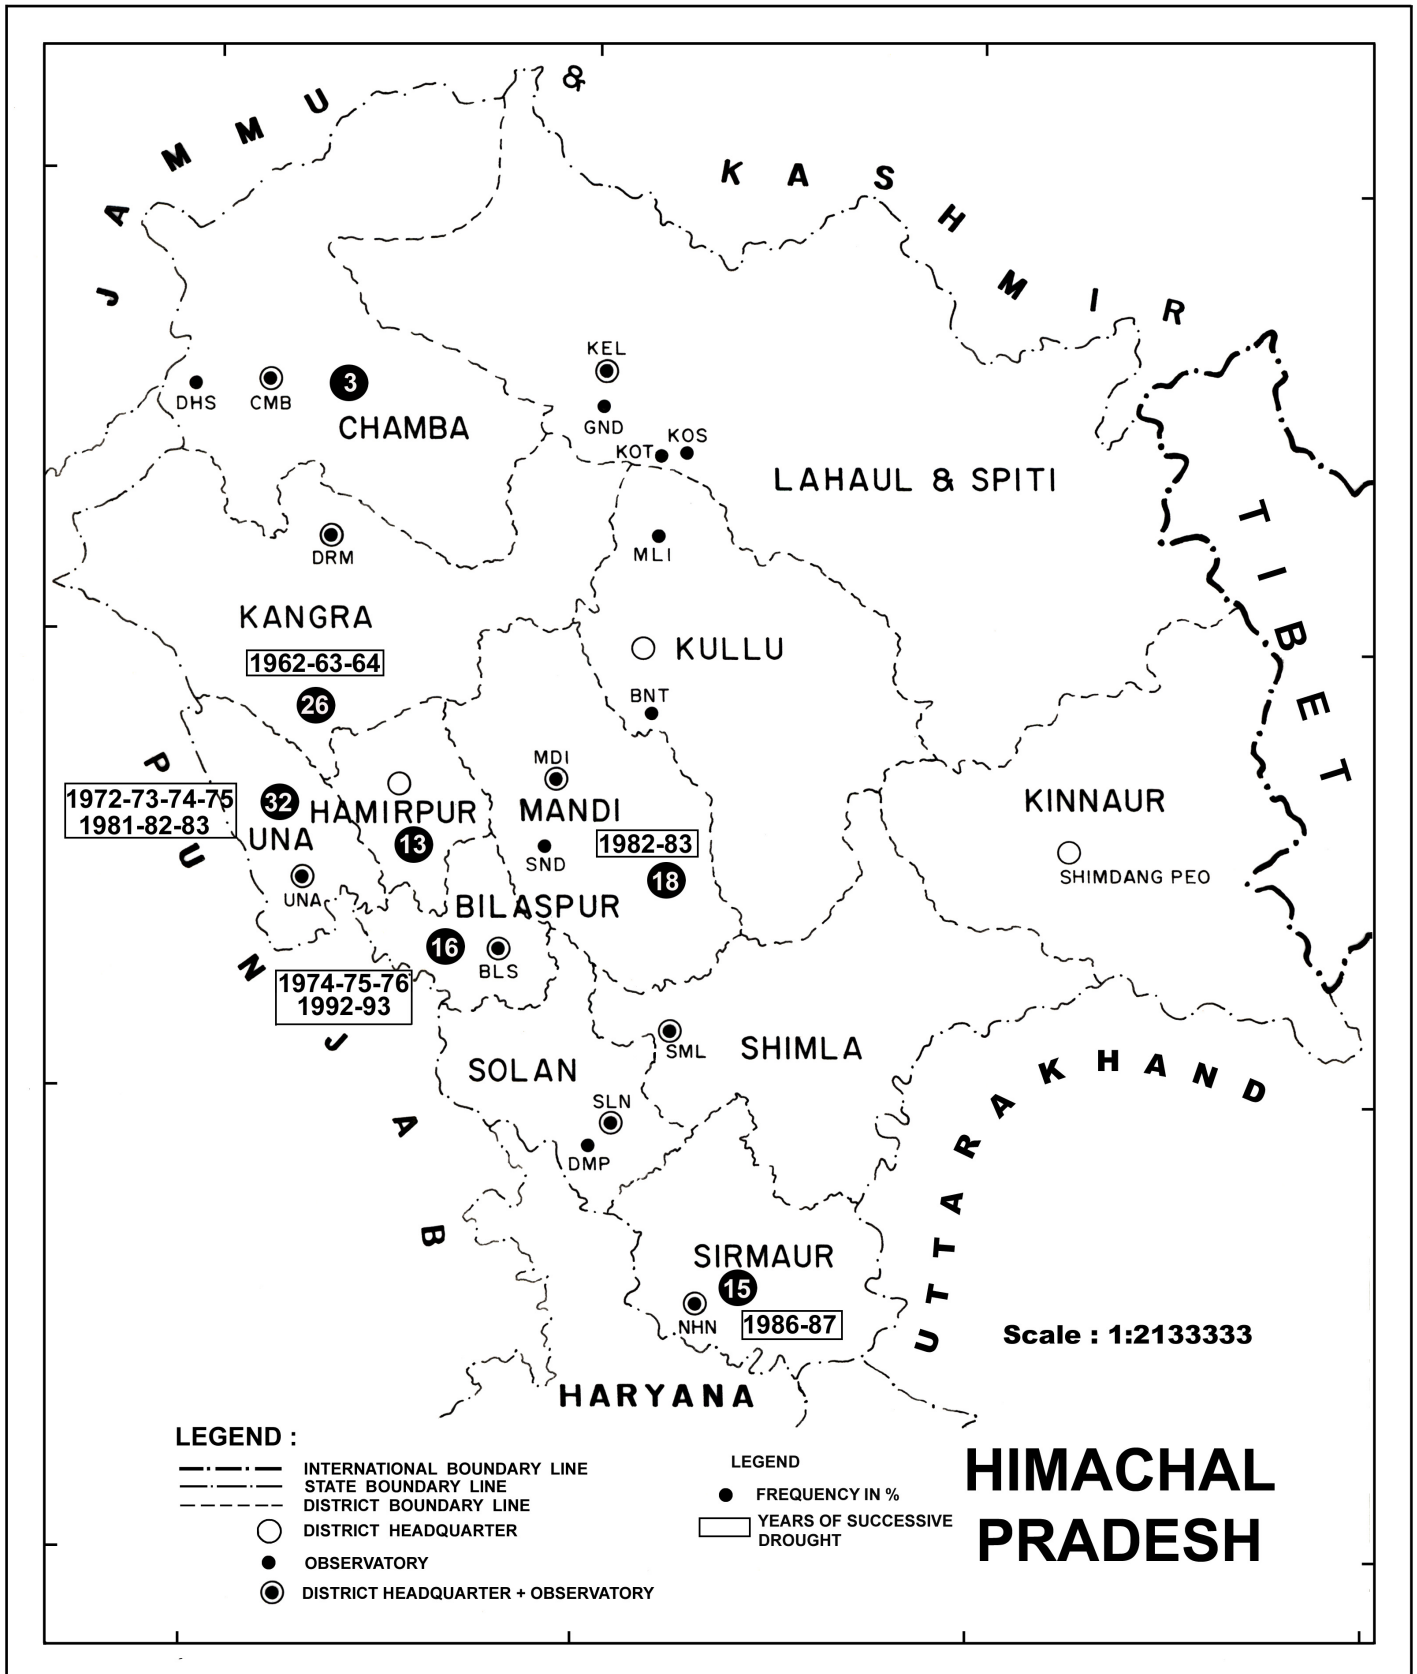 JAMMU & KASHMIR
TIBET
PUNJAB
UTTARAKHAND
HARYANA
KEL
DHS
CMB
3
CHAMBA
GND
KOT
KOS
LAHAUL & SPITI
DRM
MLI
KANGRA
1962-63-64
26
KULLU
BNT
MDI
1972-73-74-75
1981-82-83
32
HAMIRPUR
13
MANDI
1982-83
18
SND
UNA
UNA
KINNAUR
SHIMDANG PEO
BILASPUR
16
BLS
1974-75-76
1992-93
SML
SHIMLA
SOLAN
SLN
DMP
SIRMAUR
15
NHN
1986-87
Scale : 1:2133333
HIMACHAL
PRADESH
LEGEND :
INTERNATIONAL BOUNDARY LINE
STATE BOUNDARY LINE
DISTRICT BOUNDARY LINE
DISTRICT HEADQUARTER
OBSERVATORY
DISTRICT HEADQUARTER + OBSERVATORY
LEGEND
FREQUENCY IN %
YEARS OF SUCCESSIVE
DROUGHT